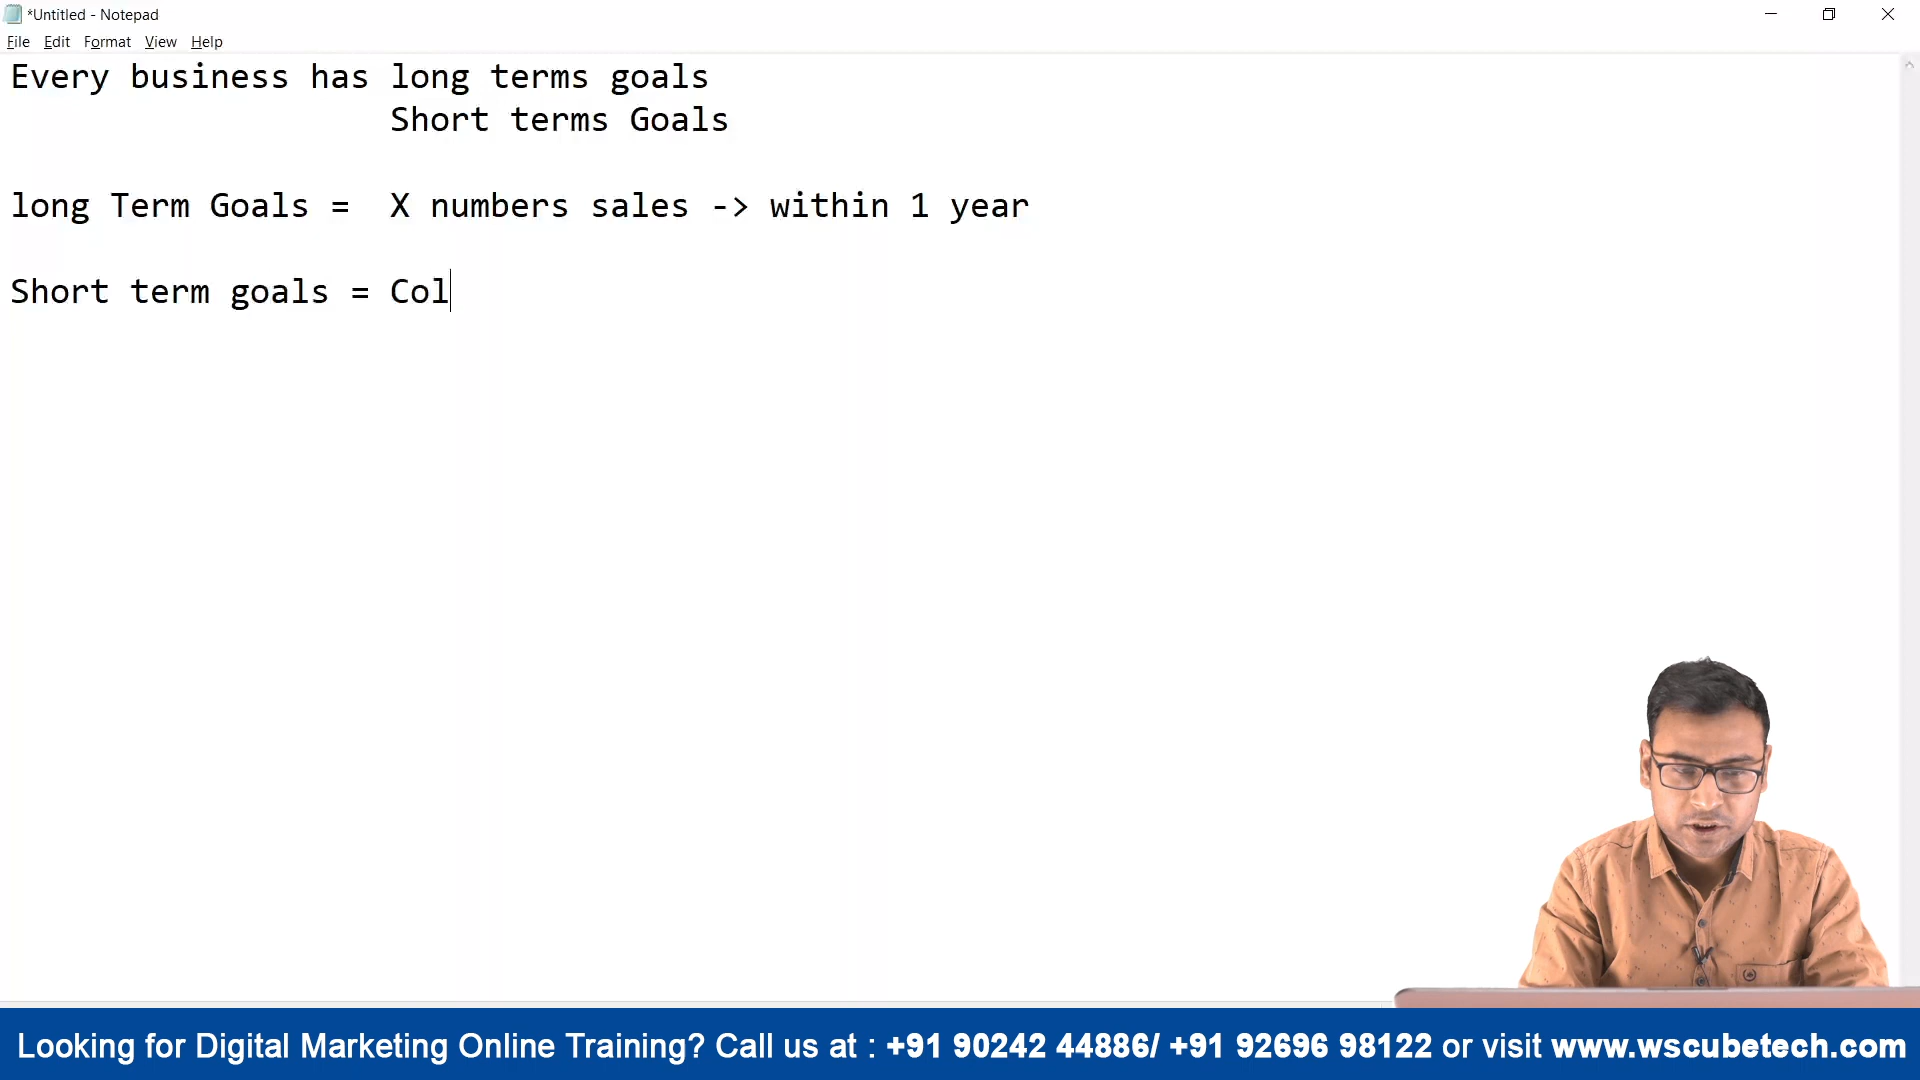 *Untitled - Notepad
File Edit Format View Help
Every business has long terms goals
Short terms Goals
long Term Goals =  X numbers sales -> within 1 year
Short term goals = Col
Looking for Digital Marketing Online Training? Call us at : +91 90242 44886/ +91 92696 98122 or visit www.wscubetech.com